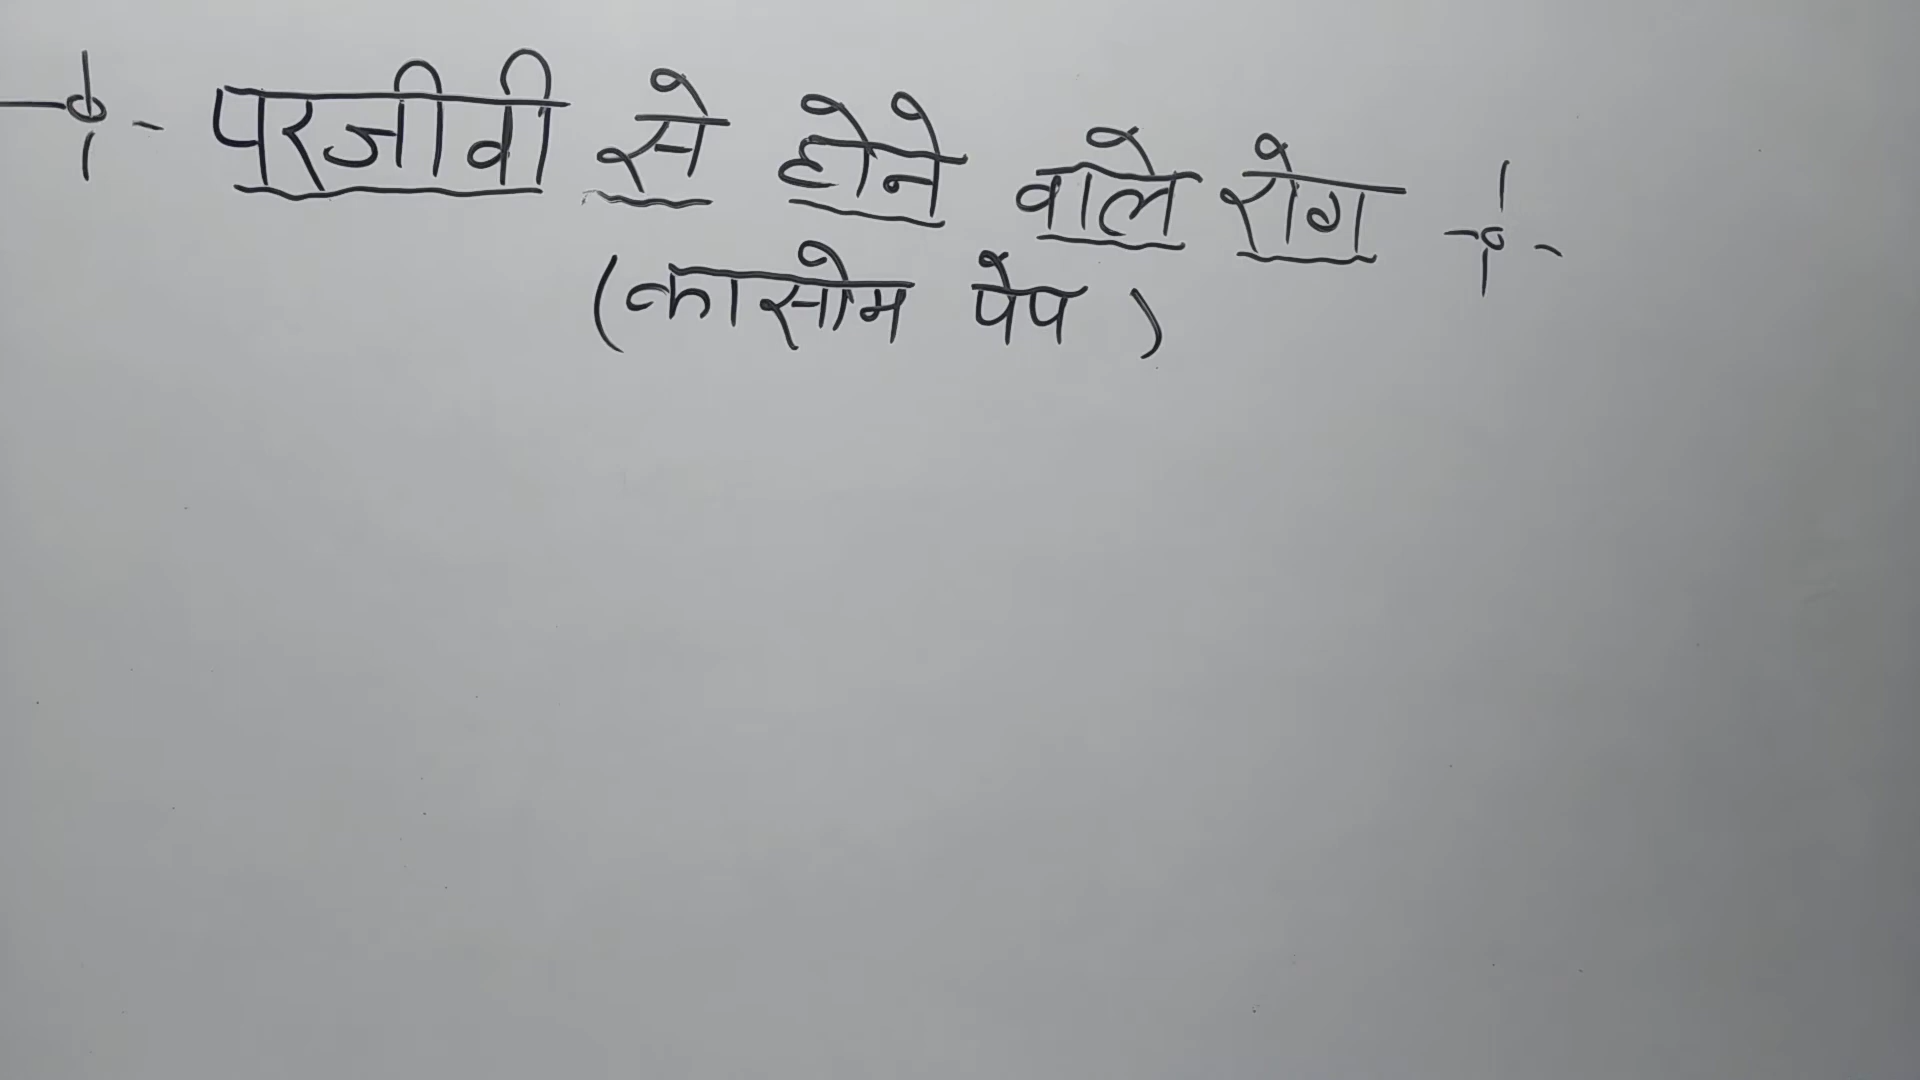 परजीवी से होने वाले रोग
(कासोम पेप)